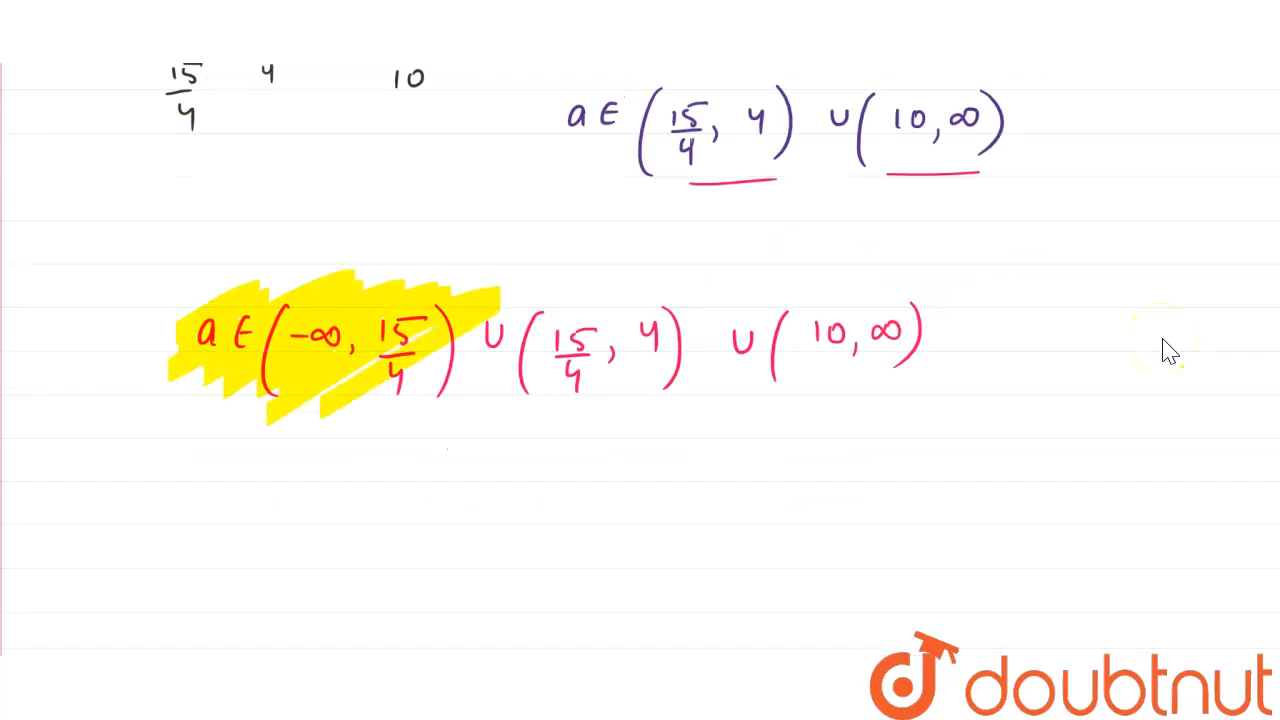 15/4 4 10
a ∈ (15/4, 4) ∪ (10, ∞)
a ∈ (-∞, 15/4) ∪ (15/4, 4) ∪ (10, ∞)
doubtnut